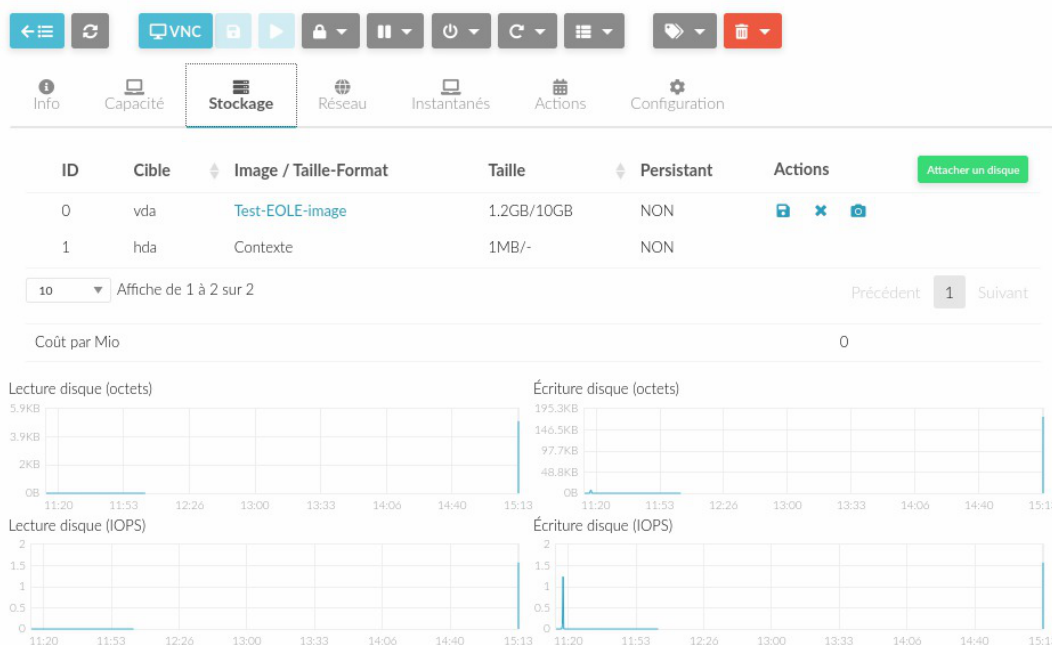 VNC
Info Capacité Stockage Réseau Instantanés Actions Configuration
ID Cible Image / Taille-Format Taille Persistant Actions Attacher un disque
0 vda Test-EOLE-image 1.2GB/10GB NON
1 hda Contexte 1MB/- NON
10 Affiche de 1 à 2 sur 2 Précédent 1 Suivant
Coût par Mio 0
Lecture disque (octets)
5.9KB
3.9KB
2KB
0B
11:20 11:53 12:26 13:00 13:33 14:06 14:40 15:13
Écriture disque (octets)
195.3KB
146.5KB
97.7KB
48.8KB
0B
11:20 11:53 12:26 13:00 13:33 14:06 14:40
Lecture disque (IOPS)
2
1.5
1
0.5
0
11:20 11:53 12:26 13:00 13:33 14:06 14:40 15:13
Écriture disque (IOPS)
2
1.5
1
0.5
0
11:20 11:53 12:26 13:00 13:33 14:06 14:40